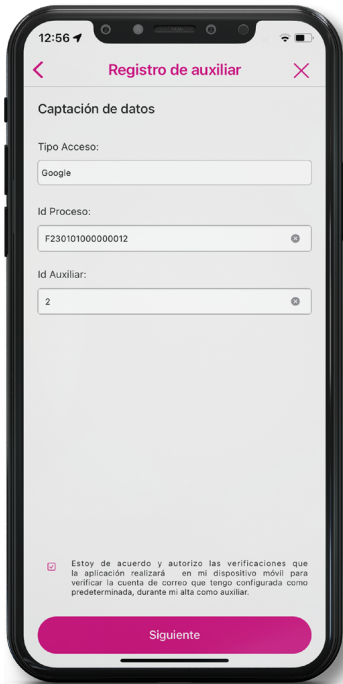 12:56
Registro de auxiliar
Captación de datos
Tipo Acceso:
Google
Id Proceso:
F230101000000012
Id Auxiliar:
2
Estoy de acuerdo y autorizo las verificaciones que
la aplicación realizará en mi dispositivo móvil para
verificar la cuenta de correo que tengo configurada como
predeterminada, durante mi alta como auxiliar.
Siguiente